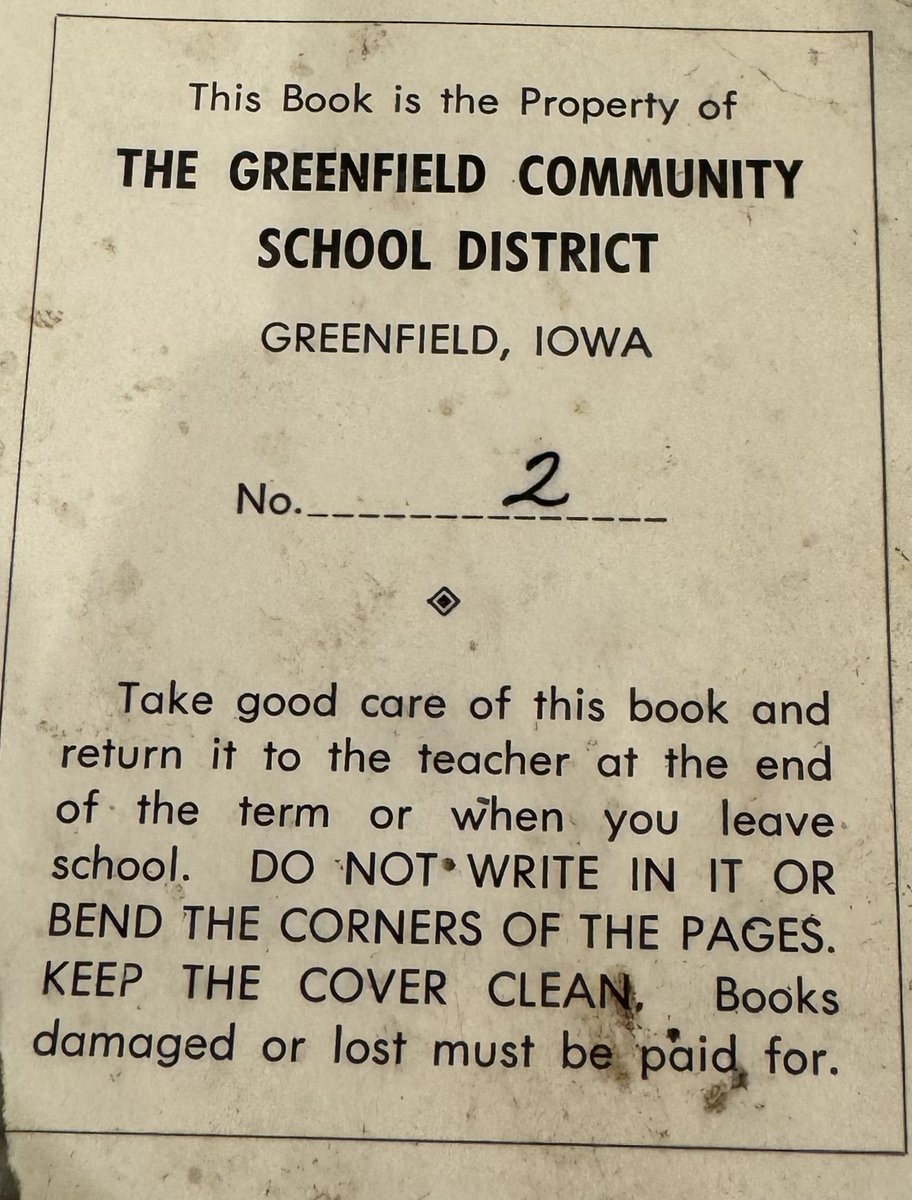 This Book is the Property of
THE GREENFIELD COMMUNITY
SCHOOL DISTRICT
GREENFIELD, IOWA
No. 2
Take good care of this book and
return it to the teacher at the end
of the term or when you leave
school. DO NOT WRITE IN IT OR
BEND THE CORNERS OF THE PAGES.
KEEP THE COVER CLEAN. Books
damaged or lost must be paid for.